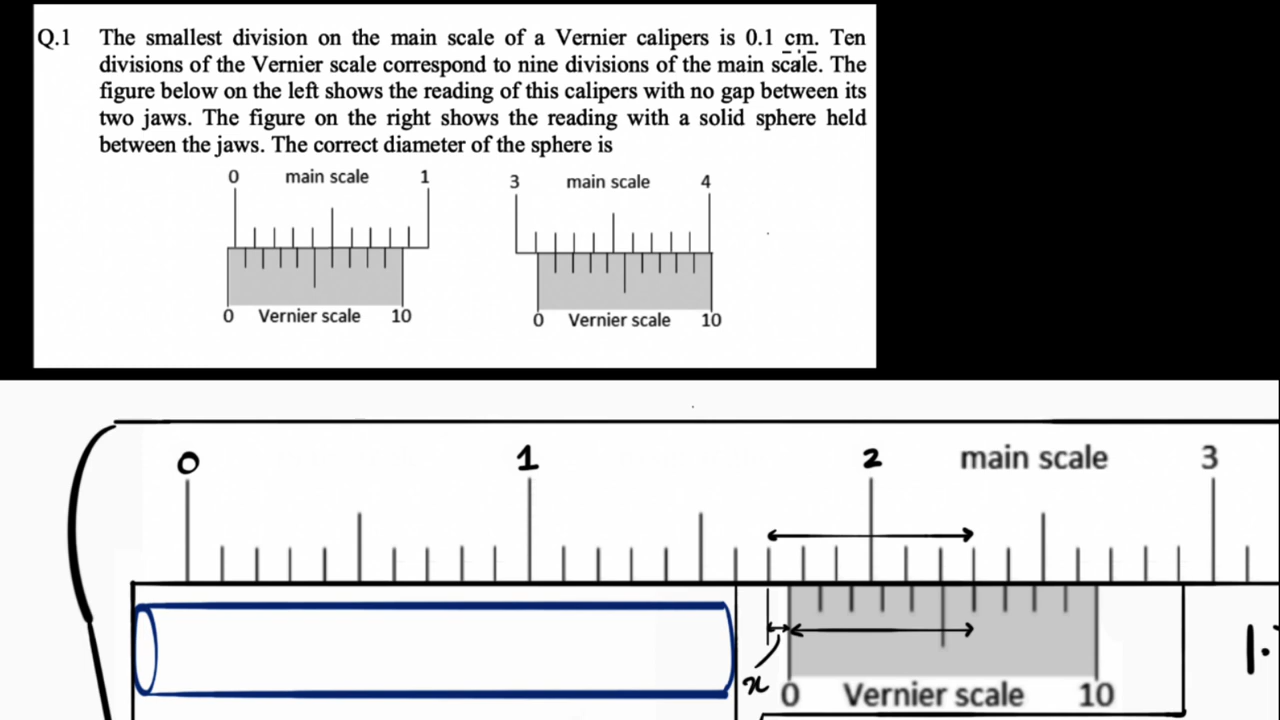 Q.1 The smallest division on the main scale of a Vernier calipers is 0.1 cm. Ten
divisions of the Vernier scale correspond to nine divisions of the main scale. The
figure below on the left shows the reading of this calipers with no gap between its
two jaws. The figure on the right shows the reading with a solid sphere held
between the jaws. The correct diameter of the sphere is
0 main scale 1
3 main scale 4
0 Vernier scale 10
0 Vernier scale 10
0 1 2 main scale 3
x 0 Vernier scale 10
1.